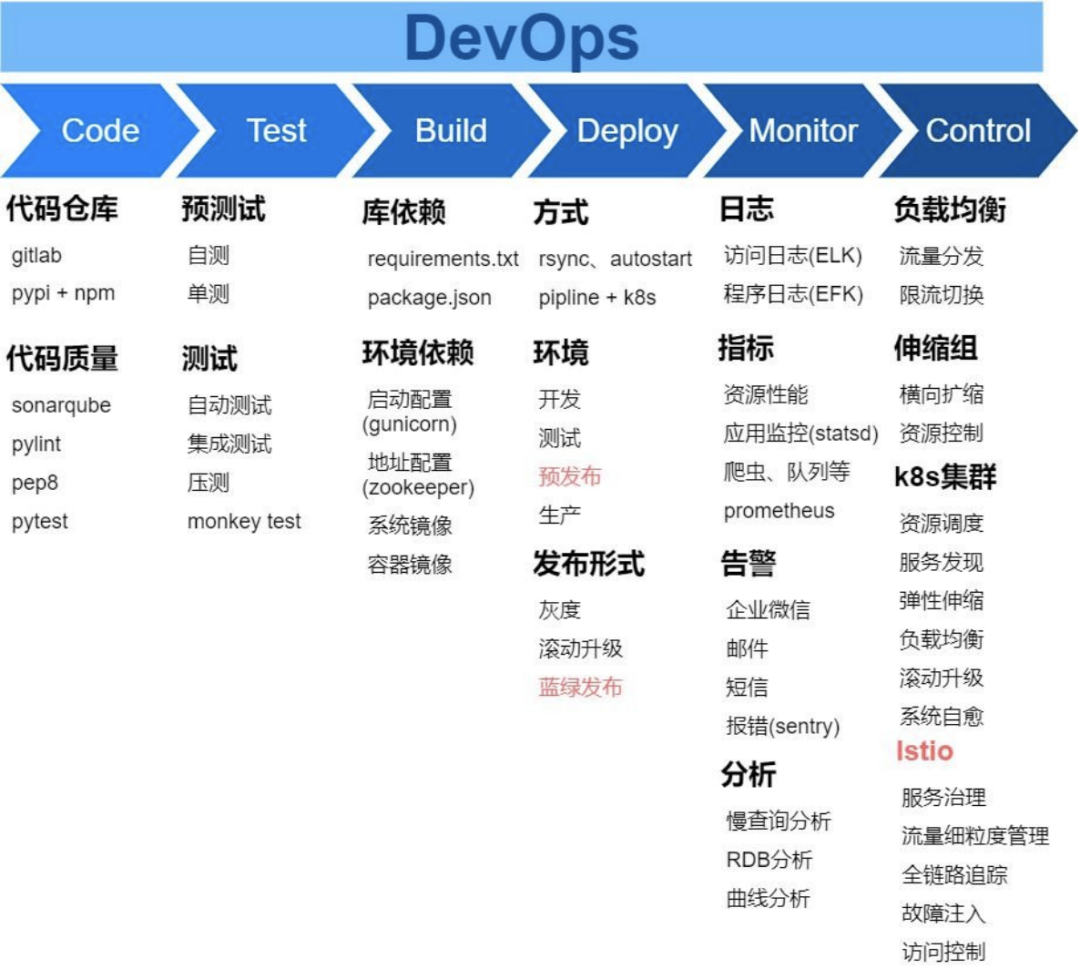 DevOps
Code
Test
Build
Deploy
Monitor
Control
代码仓库
gitlab
pypi + npm
代码质量
sonarqube
pylint
pep8
pytest
预测试
自测
单测
测试
自动测试
集成测试
压测
monkey test
库依赖
requirements.txt
package.json
环境依赖
启动配置
(gunicorn)
地址配置
(zookeeper)
系统镜像
容器镜像
方式
rsync、autostart
pipline + k8s
环境
开发
测试
预发布
生产
发布形式
灰度
滚动升级
蓝绿发布
日志
访问日志(ELK)
程序日志(EFK)
指标
资源性能
应用监控(statsd)
爬虫、队列等
prometheus
告警
企业微信
邮件
短信
报错(sentry)
分析
慢查询分析
RDB分析
曲线分析
负载均衡
流量分发
限流切换
伸缩组
横向扩缩
资源控制
k8s集群
资源调度
服务发现
弹性伸缩
负载均衡
滚动升级
系统自愈
Istio
服务治理
流量细粒度管理
全链路追踪
故障注入
访问控制